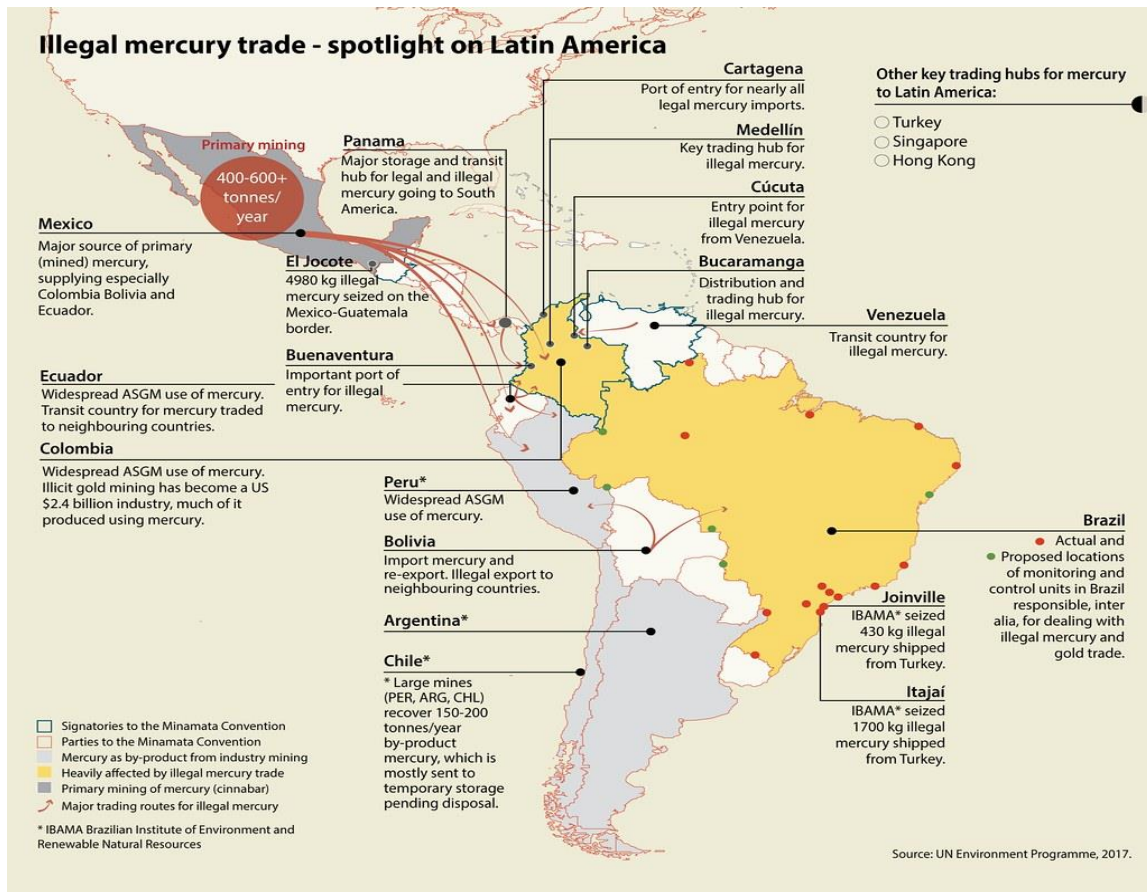 Illegal mercury trade - spotlight on Latin America
Primary mining
400-600+
tonnes/
year
Mexico
Major source of primary
(mined) mercury,
supplying especially
Colombia Bolivia and
Ecuador.
Panama
Major storage and transit
hub for legal and illegal
mercury going to South
America.
El Jocote
4980 kg illegal
mercury seized on the
Mexico-Guatemala
border.
Buenaventura
Important port of
entry for illegal
mercury.
Ecuador
Widespread ASGM use of mercury.
Transit country for mercury traded
to neighbouring countries.
Colombia
Widespread ASGM use of mercury.
Illicit gold mining has become a US
$2.4 billion industry, much of it
produced using mercury.
Cartagena
Port of entry for nearly all
legal mercury imports.
Medellín
Key trading hub for
illegal mercury.
Cúcuta
Entry point for
illegal mercury
from Venezuela.
Bucaramanga
Distribution and
trading hub for
illegal mercury.
Other key trading hubs for mercury
to Latin America:
Turkey
Singapore
Hong Kong
Venezuela
Transit country for
illegal mercury.
Peru*
Widespread ASGM
use of mercury.
Bolivia
Import mercury and
re-export. Illegal export to
neighbouring countries.
Argentina*
Chile*
* Large mines
(PER, ARG, CHL)
recover 150-200
tonnes/year
by-product
mercury, which is
mostly sent to
temporary storage
pending disposal.
Brazil
Actual and
Proposed locations
of monitoring and
control units in Brazil
responsible, inter
alia, for dealing with
illegal mercury and
gold trade.
Joinville
IBAMA* seized
430 kg illegal
mercury shipped
from Turkey.
Itajaí
IBAMA* seized
1700 kg illegal
mercury shipped
from Turkey.
Signatories to the Minamata Convention
Parties to the Minamata Convention
Mercury as by-product from industry mining
Heavily affected by illegal mercury trade
Primary mining of mercury (cinnabar)
Major trading routes for illegal mercury
* IBAMA Brazilian Institute of Environment and
Renewable Natural Resources
Source: UN Environment Programme, 2017.